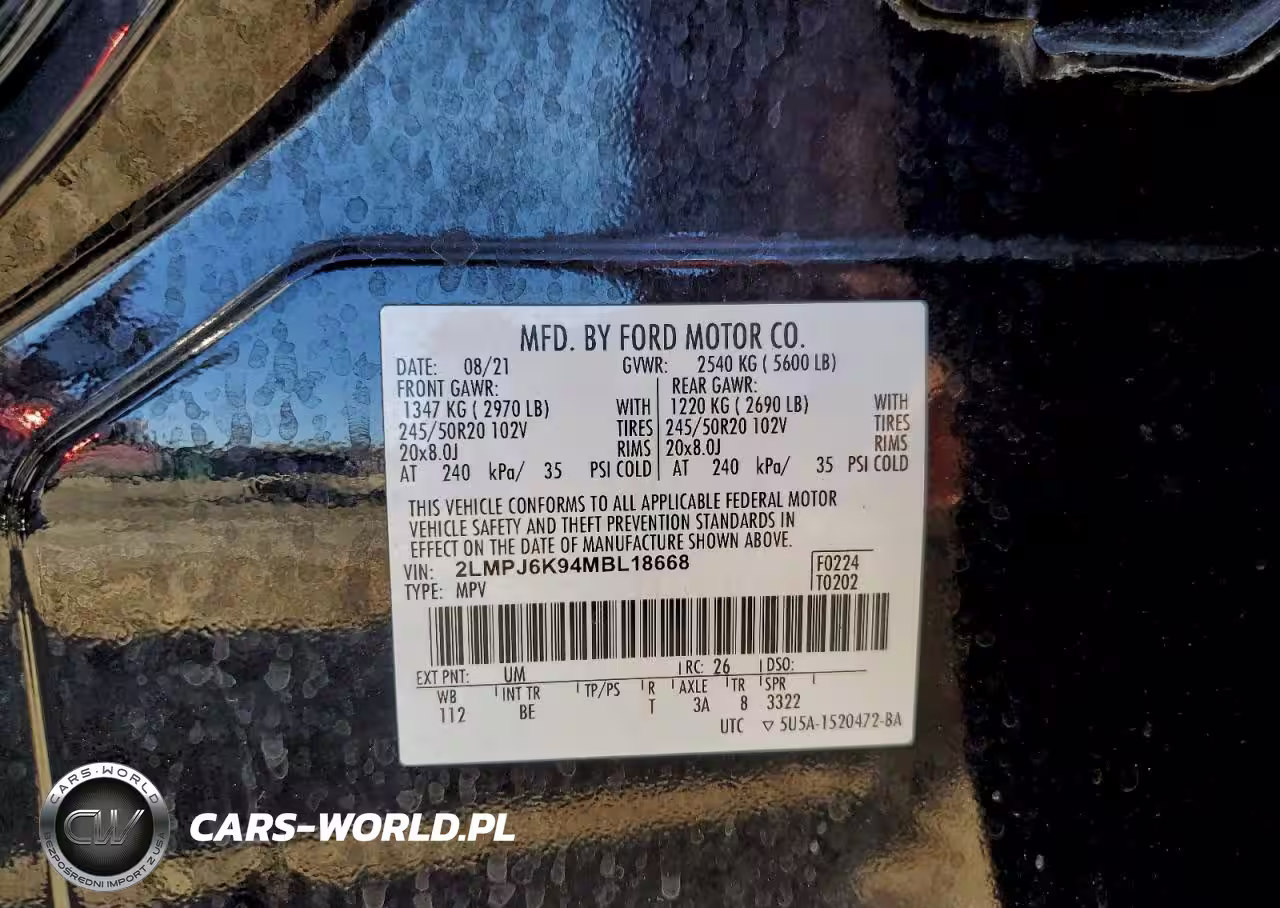 MFD. BY FORD MOTOR CO.
DATE: 08/21 GVWR: 2540 KG ( 5600 LB)
FRONT GAWR: REAR GAWR:
1347 KG ( 2970 LB) WITH 1220 KG ( 2690 LB) WITH
245/50R20 102V TIRES 245/50R20 102V TIRES
20x8.0J RIMS 20x8.0J RIMS
AT 240 kPa/ 35 PSI COLD AT 240 kPa/ 35 PSI COLD
THIS VEHICLE CONFORMS TO ALL APPLICABLE FEDERAL MOTOR
VEHICLE SAFETY AND THEFT PREVENTION STANDARDS IN
EFFECT ON THE DATE OF MANUFACTURE SHOWN ABOVE.
VIN: 2LMPJ6K94MBL18668 F0224
TYPE: MPV T0202
EXT PNT: UM RC: 26 DSO:
WB INT TR TP/PS R AXLE TR SPR
112 BE T 3A 8 3322
UTC ▽ 5U5A-1520472-BA
CARS-WORLD
CW
BEZPOŚREDNI IMPORT Z USA
CARS-WORLD.PL